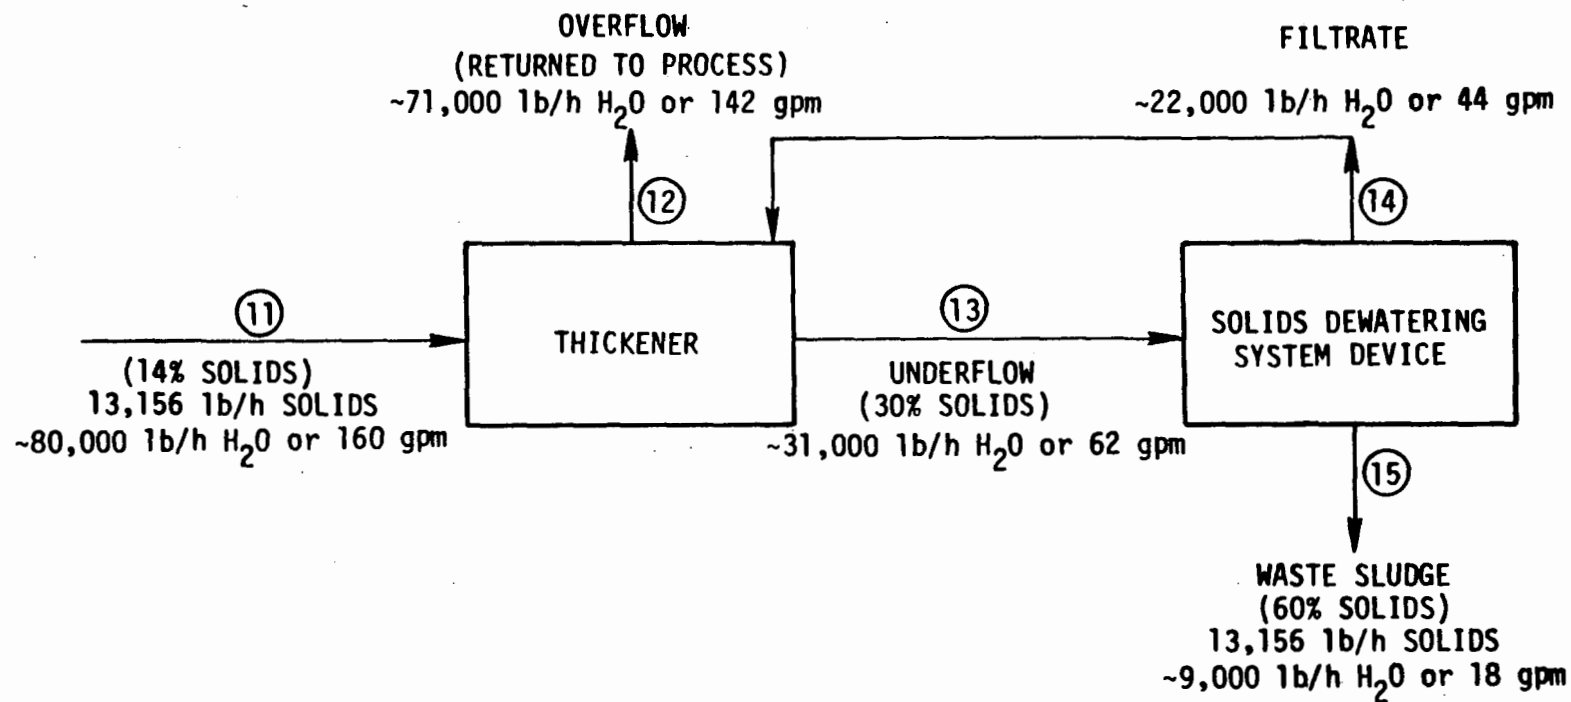 OVERFLOW
(RETURNED TO PROCESS)
~71,000 lb/h H₂O or 142 gpm
FILTRATE
~22,000 lb/h H₂O or 44 gpm
12
14
11
(14% SOLIDS)
13,156 lb/h SOLIDS
~80,000 lb/h H₂O or 160 gpm
THICKENER
13
UNDERFLOW
(30% SOLIDS)
~31,000 lb/h H₂O or 62 gpm
SOLIDS DEWATERING
SYSTEM DEVICE
15
WASTE SLUDGE
(60% SOLIDS)
13,156 lb/h SOLIDS
~9,000 lb/h H₂O or 18 gpm